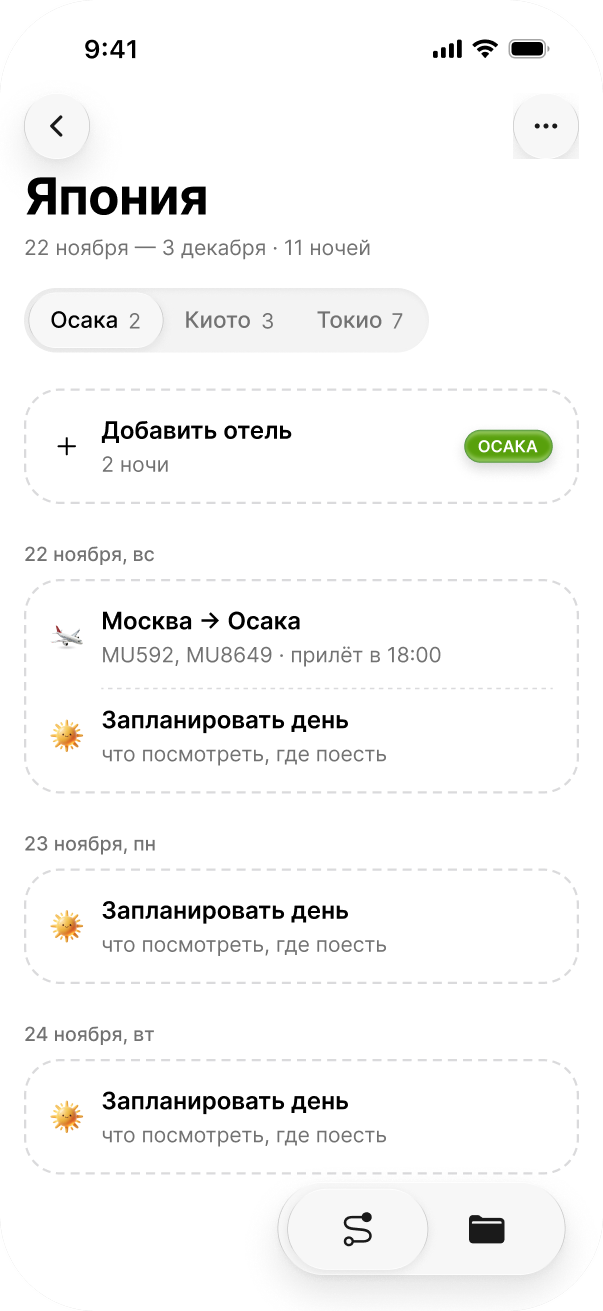 9:41
Япония
22 ноября — 3 декабря · 11 ночей
Осака 2 Киото 3 Токио 7
Добавить отель
2 ночи
ОСАКА
22 ноября, вс
Москва → Осака
MU592, MU8649 · прилёт в 18:00
Запланировать день
что посмотреть, где поесть
23 ноября, пн
Запланировать день
что посмотреть, где поесть
24 ноября, вт
Запланировать день
что посмотреть, где поесть